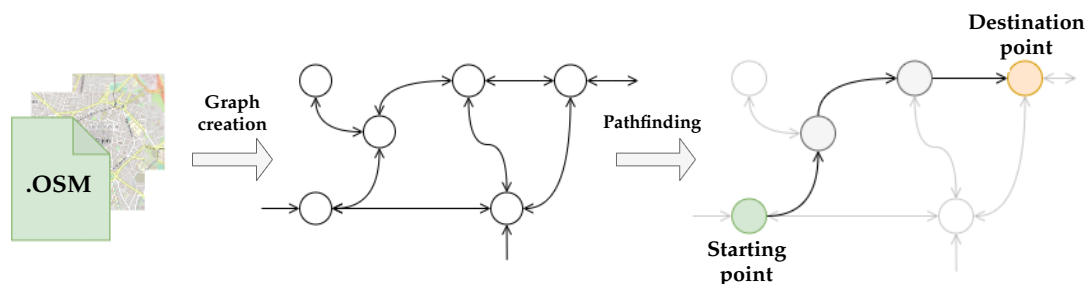 .OSM
Graph
creation
Pathfinding
Starting
point
Destination
point